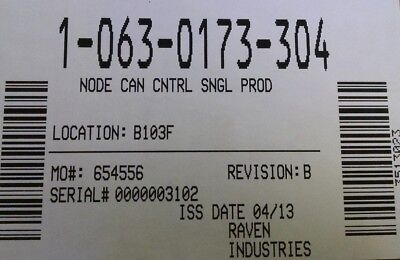 1-063-0173-304
NODE CAN CNTRL SNGL PROD
LOCATION: B103F
MO#: 654556 REVISION: B
SERIAL# 0000003102
ISS DATE 04/13
RAVEN
INDUSTRIES
3513023